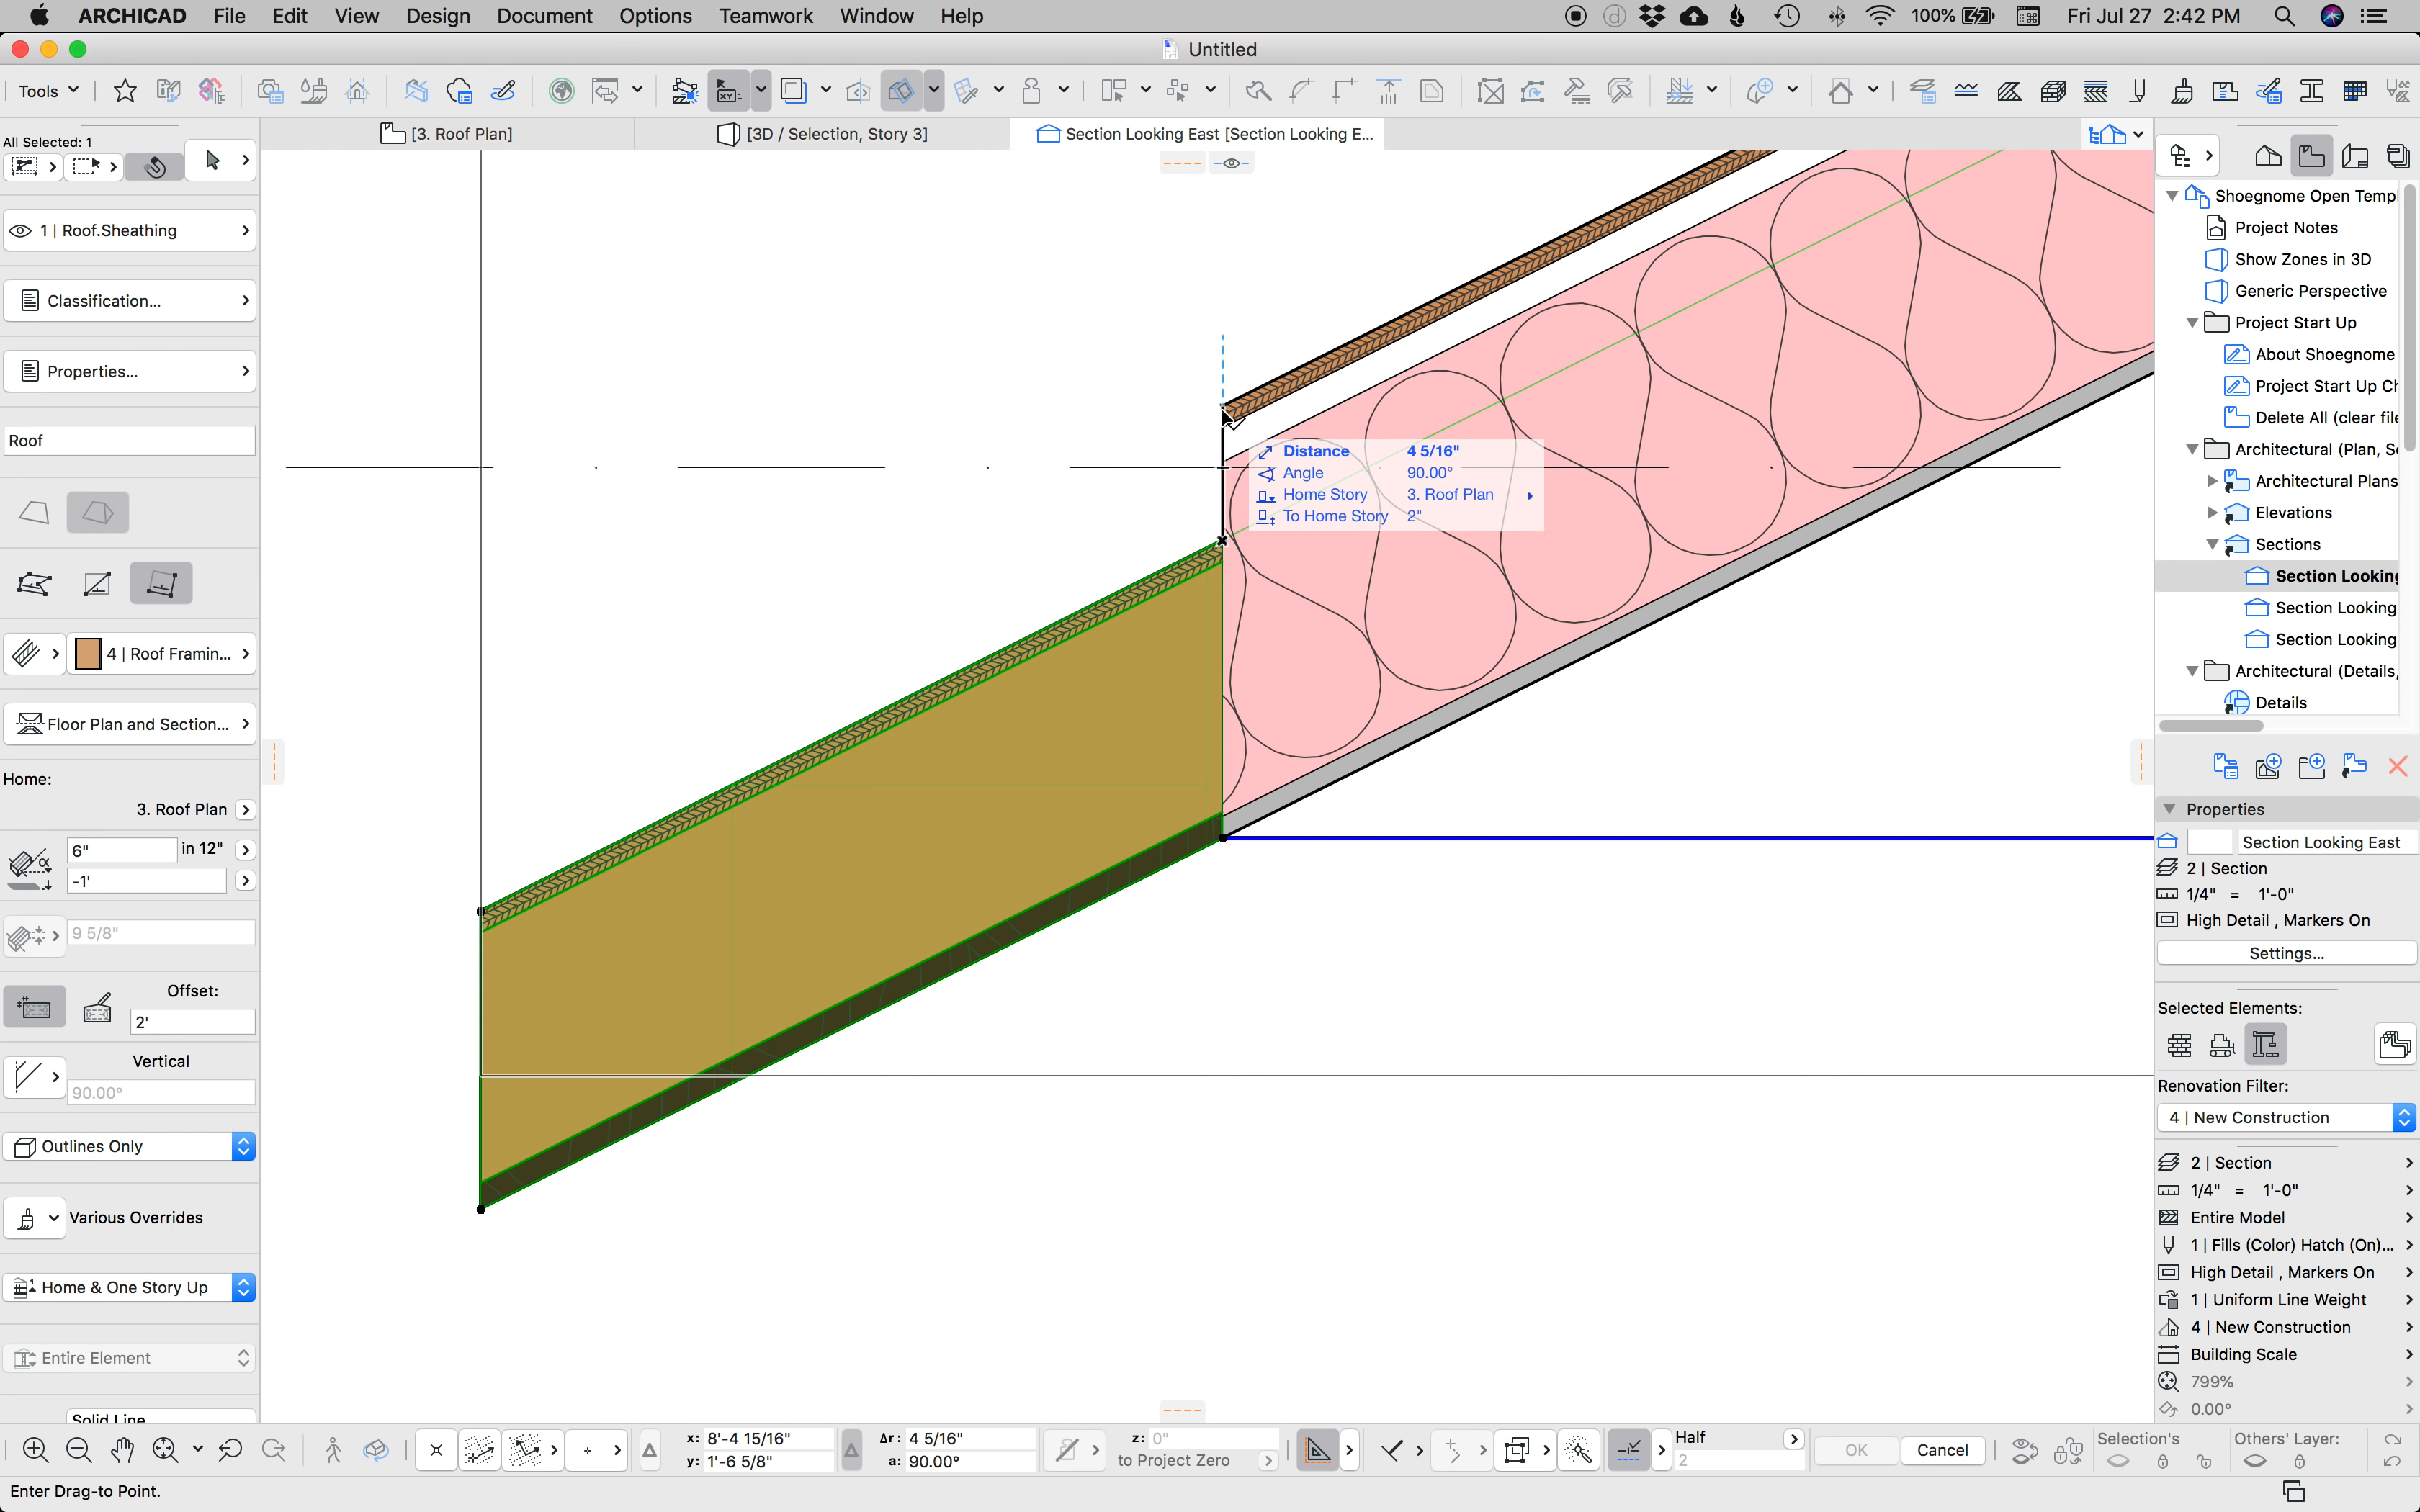 ARCHICAD File Edit View Design Document Options Teamwork Window Help 100% Fri Jul 27 2:42 PM
Untitled
Tools
[3. Roof Plan] [3D / Selection, Story 3] Section Looking East [Section Looking E...
All Selected: 1
1 | Roof.Sheathing
Classification...
Properties...
Roof
4 | Roof Framin...
Floor Plan and Section...
Home:
3. Roof Plan
6" in 12"
-1'
9 5/8"
Offset:
2'
Vertical
90.00°
Outlines Only
Various Overrides
Home & One Story Up
Entire Element
Solid Line
Distance 4 5/16"
Angle 90.00°
Home Story 3. Roof Plan
To Home Story 2"
Shoegnome Open Templ
Project Notes
Show Zones in 3D
Generic Perspective
Project Start Up
About Shoegnome
Project Start Up Ch
Delete All (clear file
Architectural (Plan, Se
Architectural Plans
Elevations
Sections
Section Looking
Section Looking
Section Looking
Architectural (Details,
Details
Properties
Section Looking East
2 | Section
1/4" = 1'-0"
High Detail , Markers On
Settings...
Selected Elements:
Renovation Filter:
4 | New Construction
2 | Section
1/4" = 1'-0"
Entire Model
1 | Fills (Color) Hatch (On)...
High Detail , Markers On
1 | Uniform Line Weight
4 | New Construction
Building Scale
799%
0.00°
x: 8'-4 15/16" Δr: 4 5/16" z: 0" Half
y: 1'-6 5/8" a: 90.00° to Project Zero 2
OK Cancel Selection's Others' Layer:
Enter Drag-to Point.